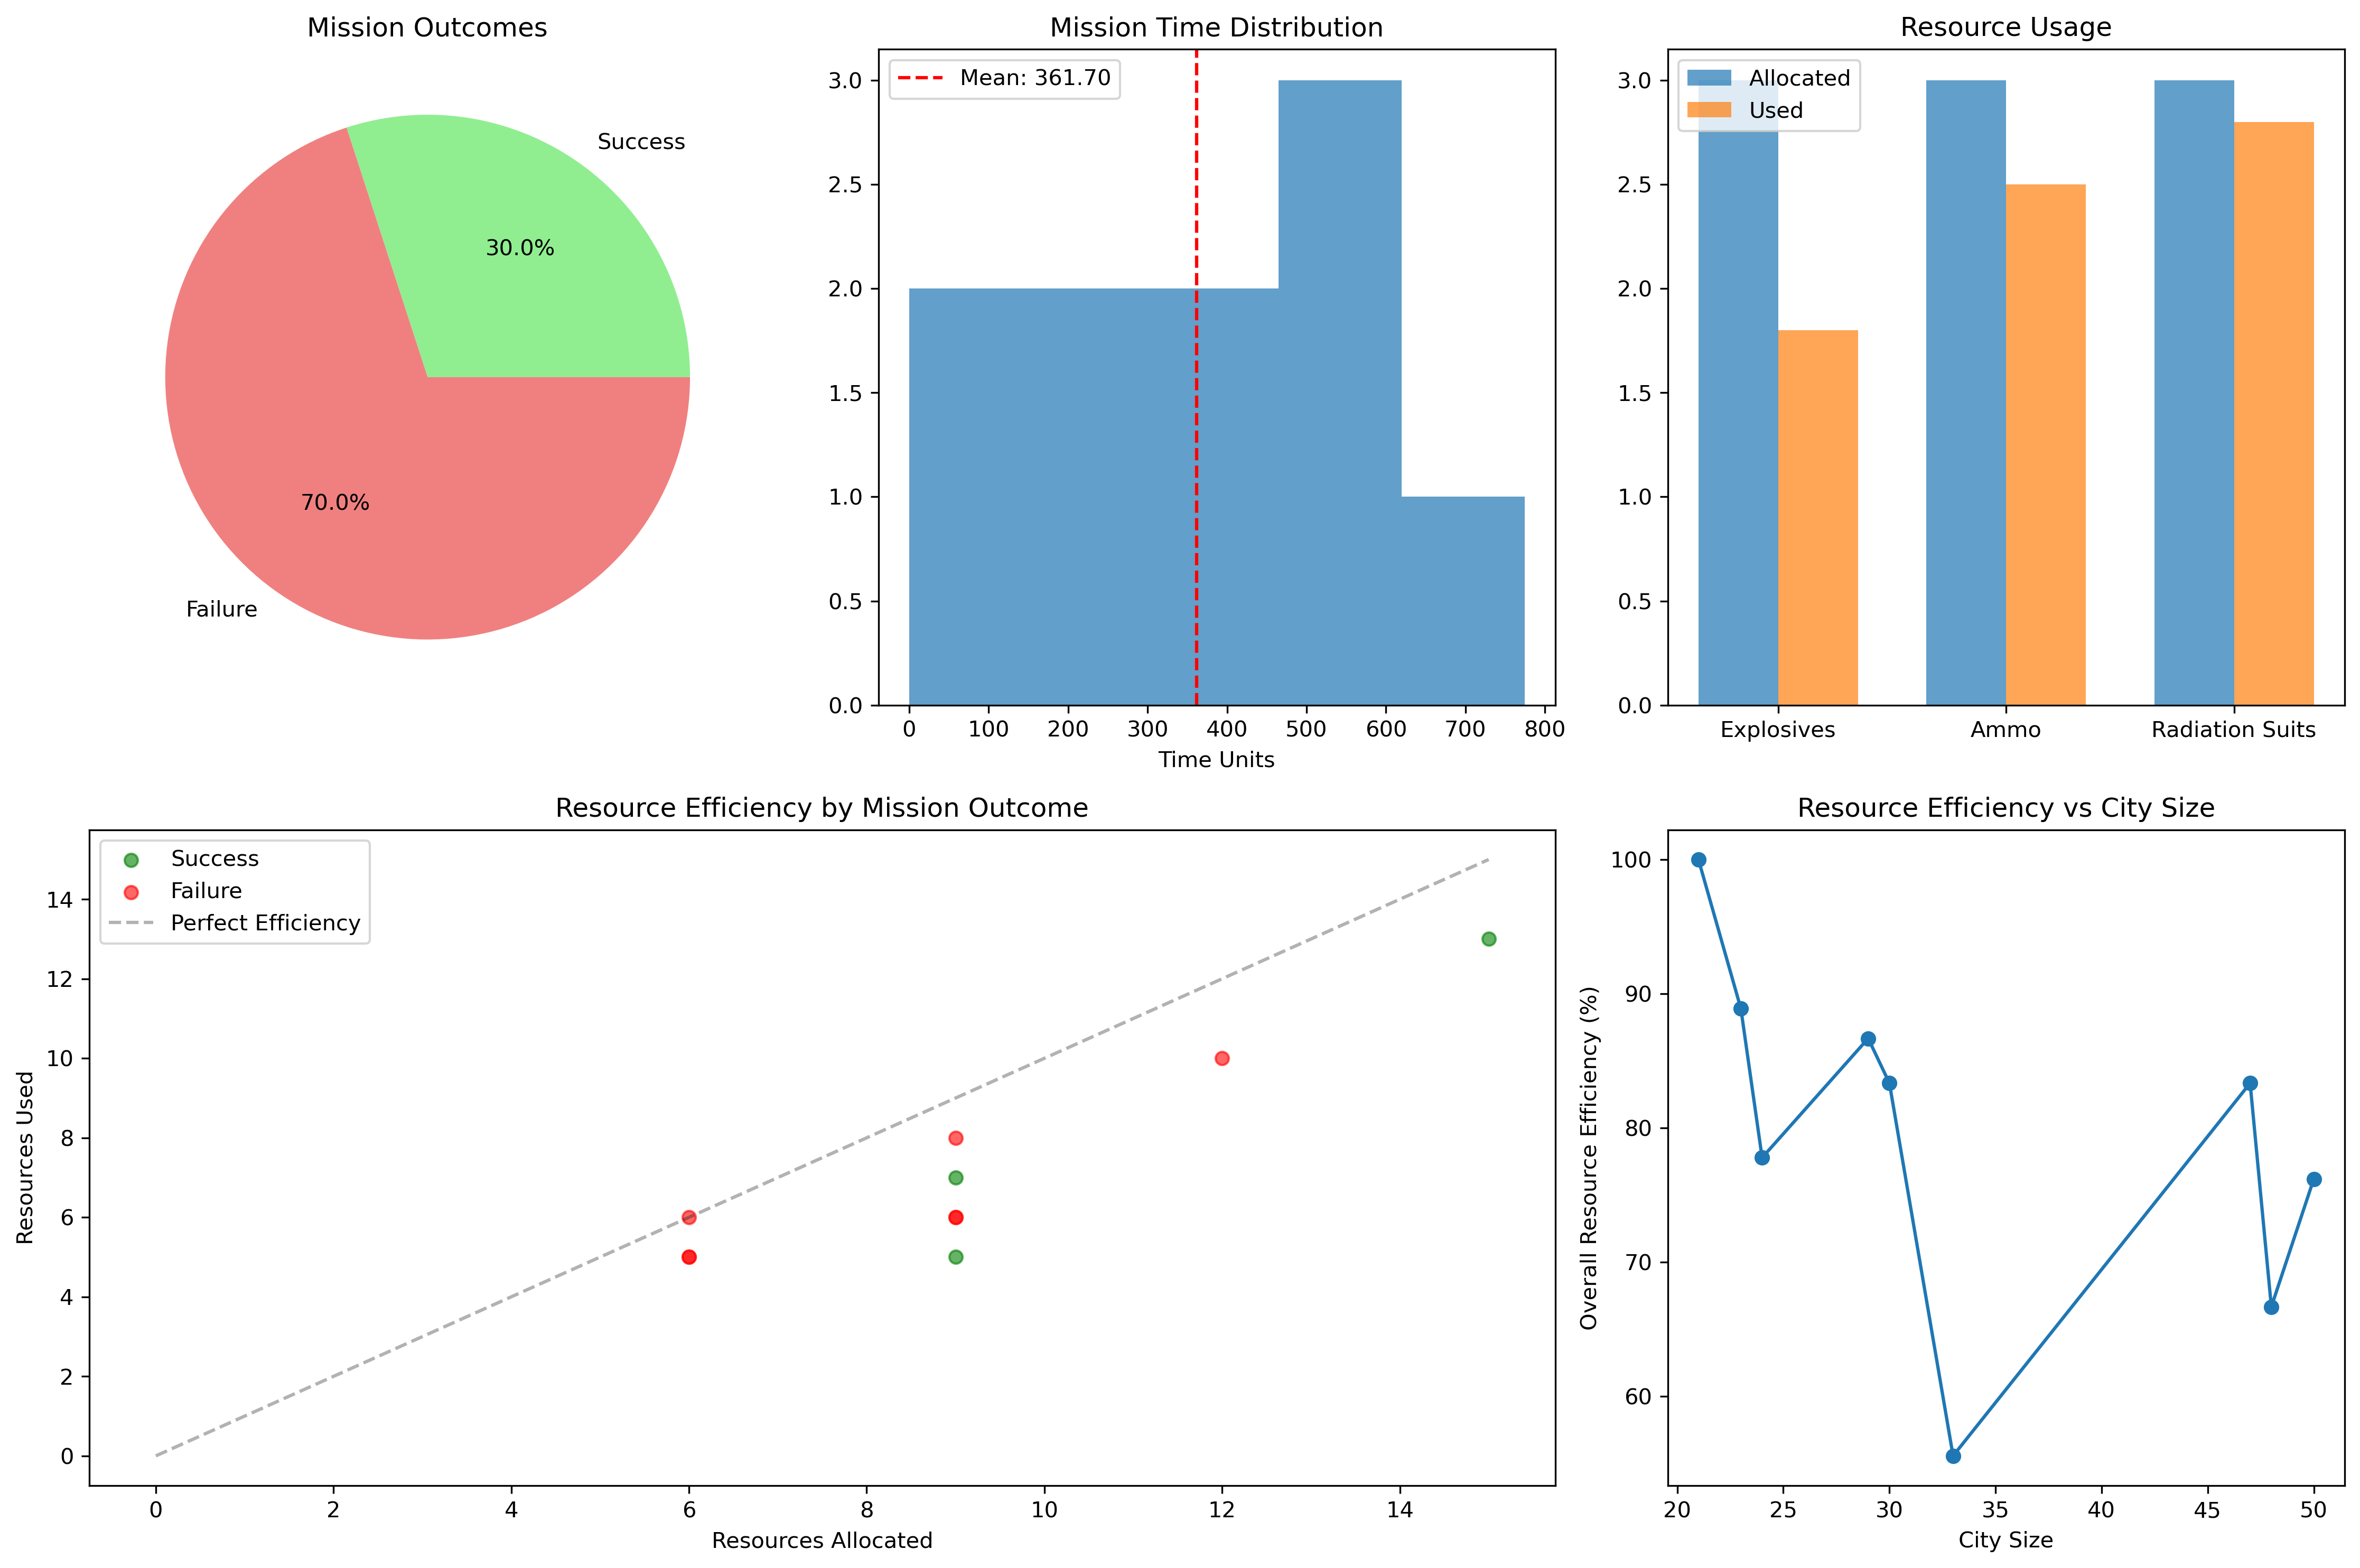 Mission Outcomes
Success
30.0%
70.0%
Failure
Mission Time Distribution
Mean: 361.70
3.0
2.5
2.0
1.5
1.0
0.5
0.0
0 100 200 300 400 500 600 700 800
Time Units
Resource Usage
Allocated
Used
3.0
2.5
2.0
1.5
1.0
0.5
0.0
Explosives Ammo Radiation Suits
Resource Efficiency by Mission Outcome
Success
Failure
Perfect Efficiency
Resources Used
14
12
10
8
6
4
2
0
0 2 4 6 8 10 12 14
Resources Allocated
Resource Efficiency vs City Size
Overall Resource Efficiency (%)
100
90
80
70
60
20 25 30 35 40 45 50
City Size